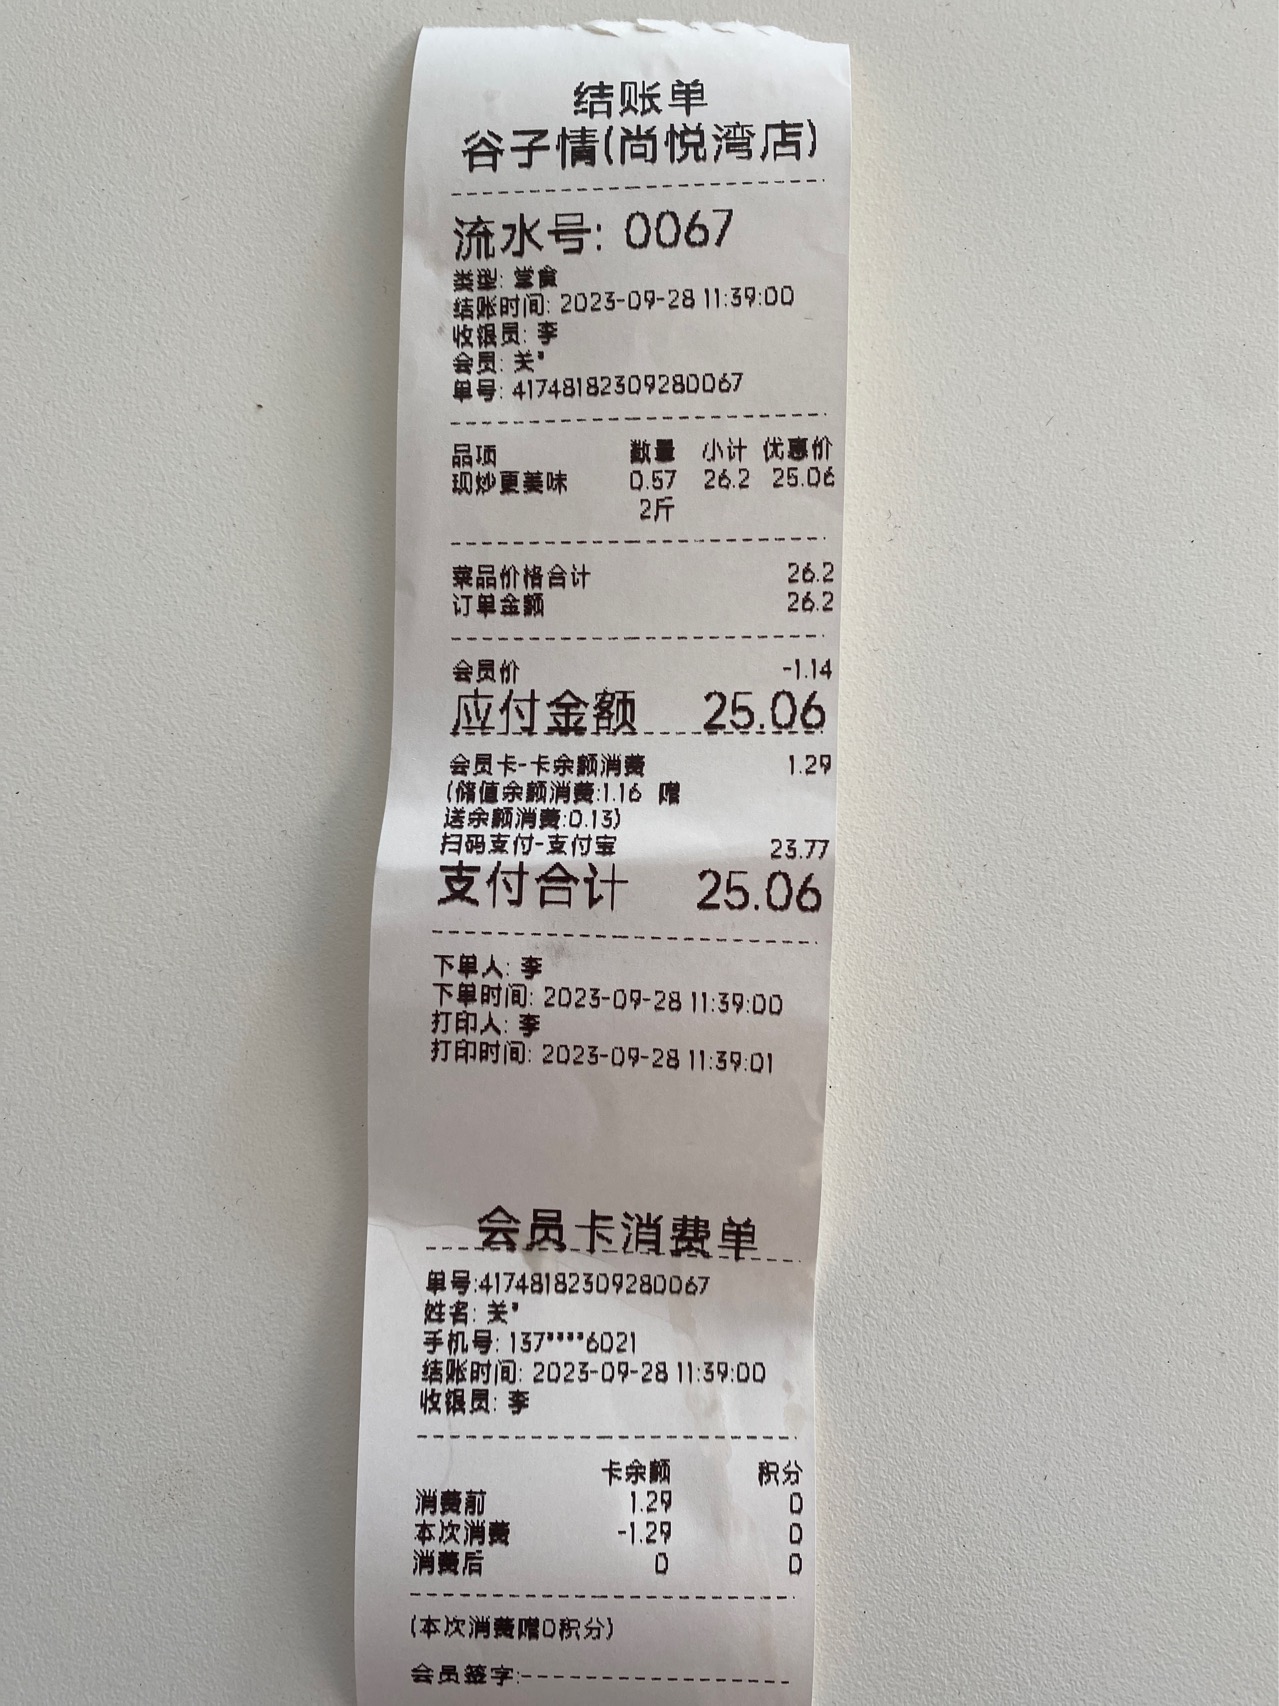 结账单
谷子情(尚悦湾店)
流水号: 0067
类型: 堂食
结账时间: 2023-09-28 11:39:00
收银员: 李
会员: 关*
单号: 41748182309280067
品项 数量 小计 优惠价
现炒更美味 0.57 26.2 25.06
2斤
菜品价格合计 26.2
订单金额 26.2
会员价 -1.14
应付金额 25.06
会员卡-卡余额消费 1.29
(储值余额消费:1.16 赠
送余额消费:0.13)
扫码支付-支付宝 23.77
支付合计 25.06
下单人: 李
下单时间: 2023-09-28 11:39:00
打印人: 李
打印时间: 2023-09-28 11:39:01
会员卡消费单
单号:41748182309280067
姓名: 关*
手机号: 137****6021
结账时间: 2023-09-28 11:39:00
收银员: 李
卡余额 积分
消费前 1.29 0
本次消费 -1.29 0
消费后 0 0
(本次消费赠0积分)
会员签字: